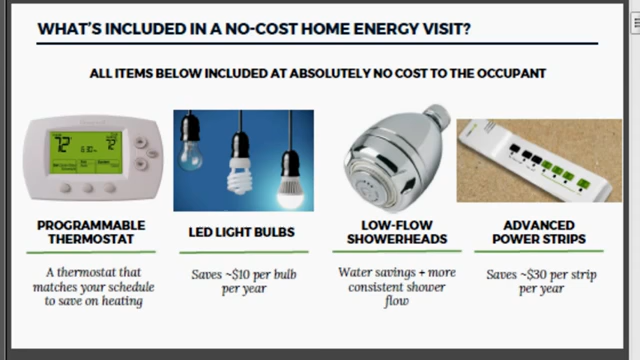 WHAT'S INCLUDED IN A NO-COST HOME ENERGY VISIT?
ALL ITEMS BELOW INCLUDED AT ABSOLUTELY NO COST TO THE OCCUPANT
72°
72°
PROGRAMMABLE
THERMOSTAT
A thermostat that
matches your schedule
to save on heating
LED LIGHT BULBS
Saves ~$10 per bulb
per year
LOW-FLOW
SHOWERHEADS
Water savings + more
consistent shower
flow
ADVANCED
POWER STRIPS
Saves ~$30 per strip
per year